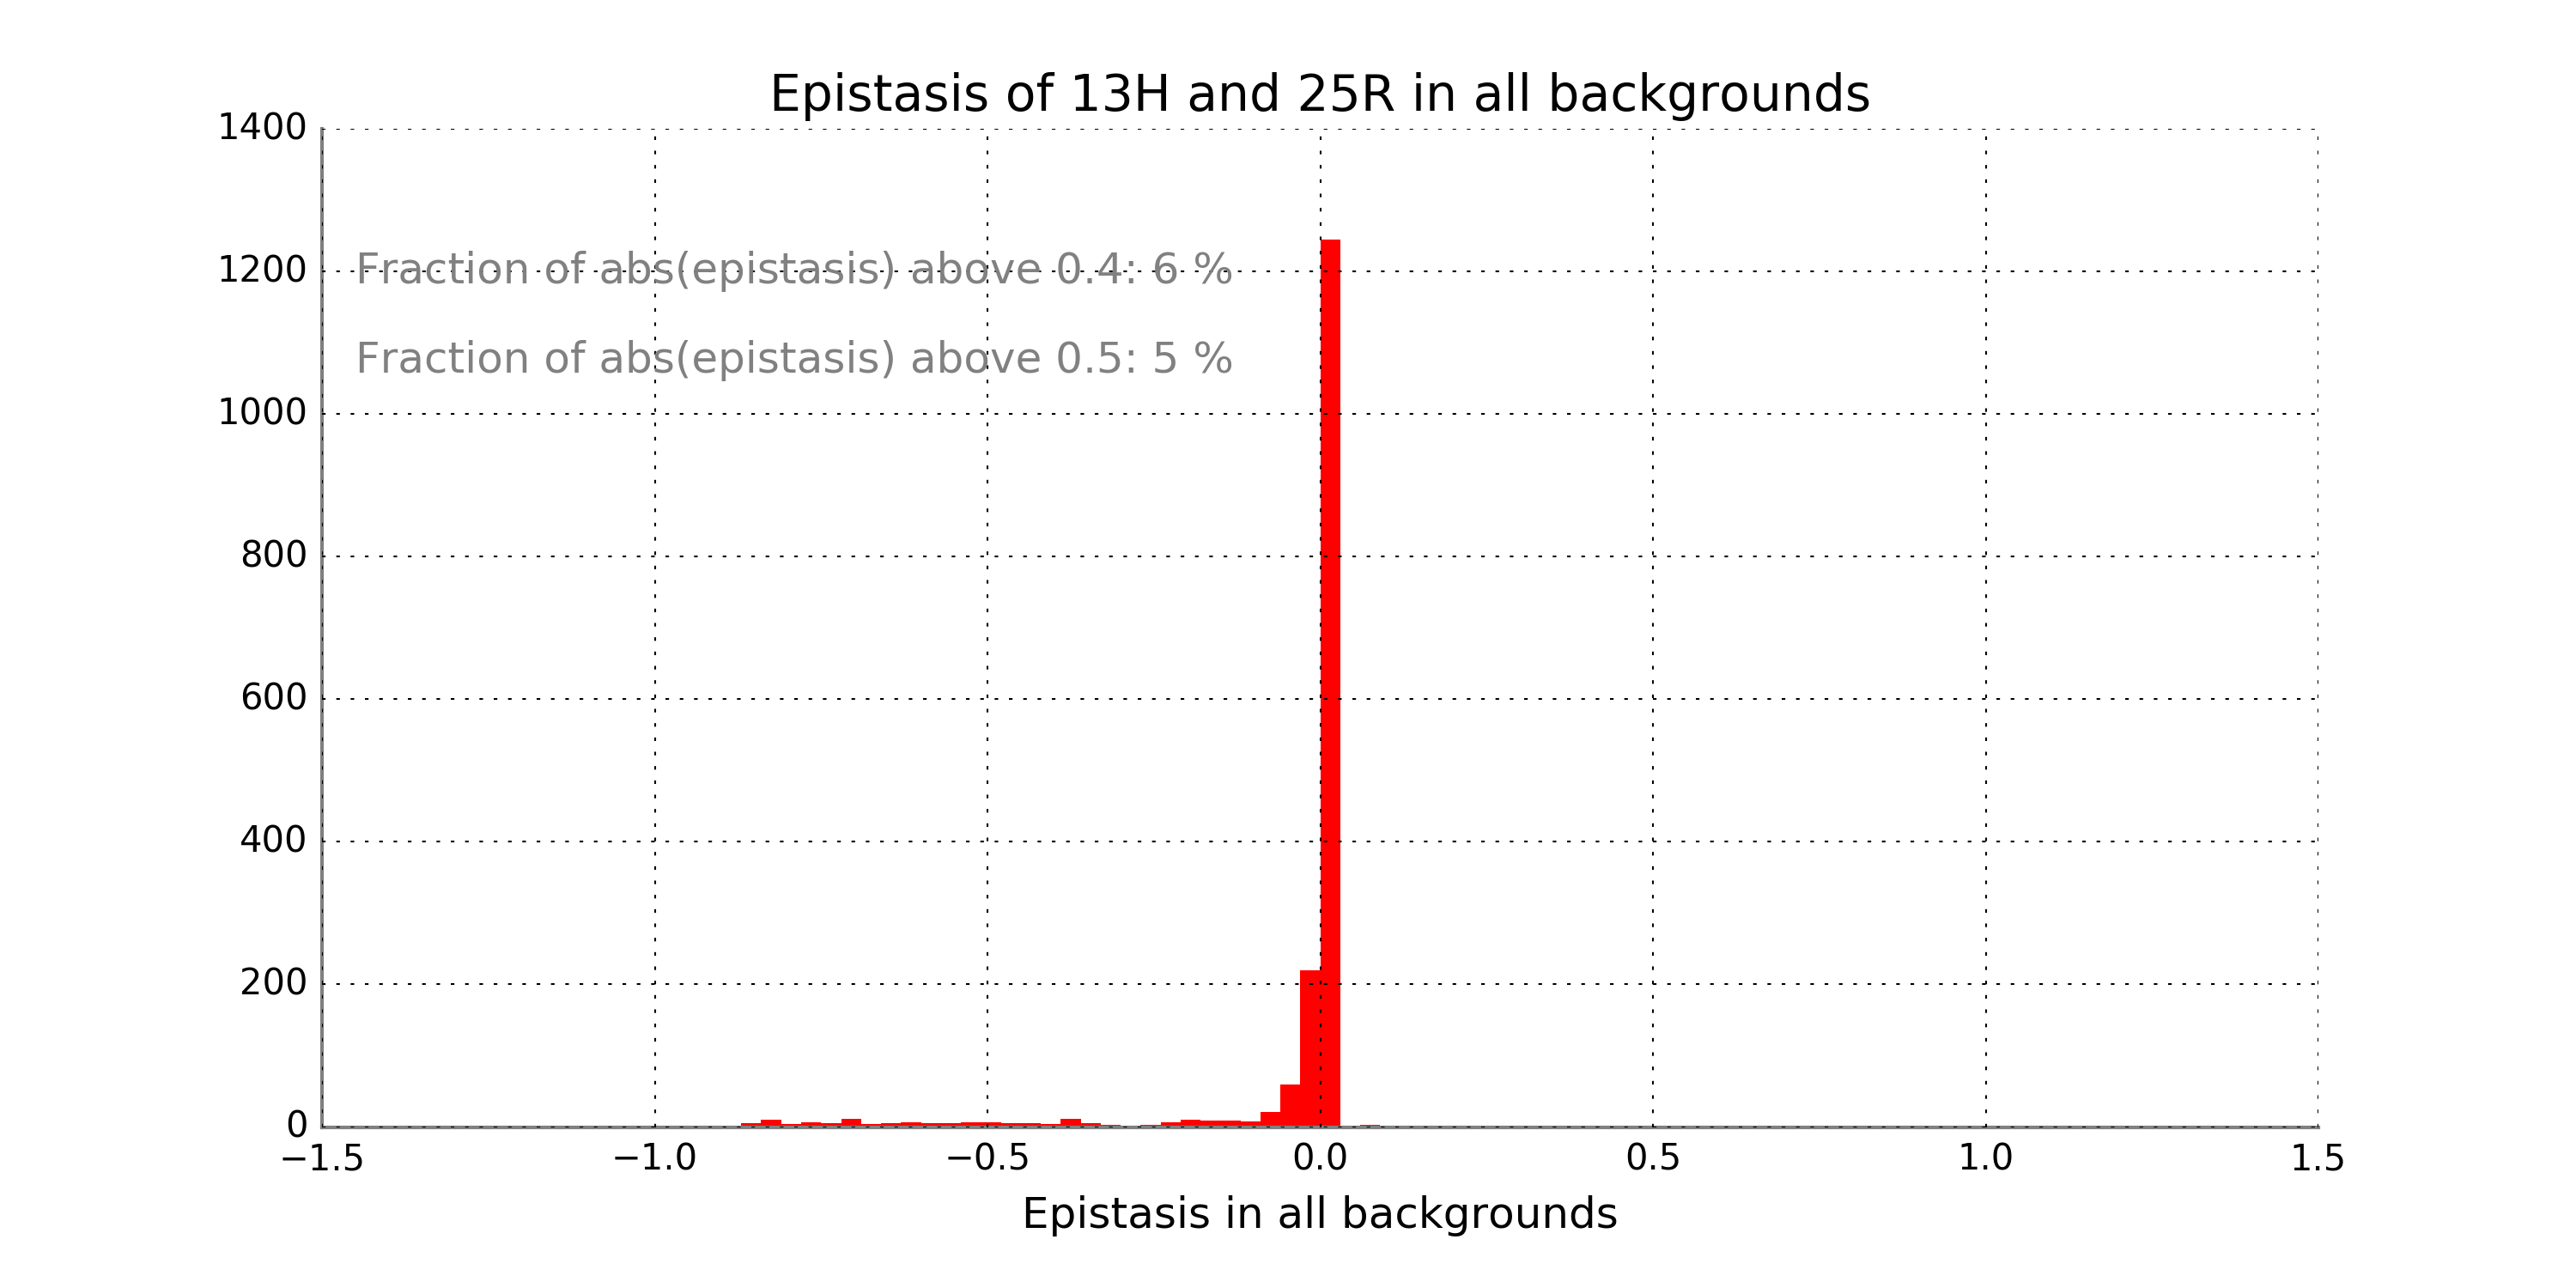 Epistasis of 13H and 25R in all backgrounds
1400
1200
1000
800
600
400
200
0
Fraction of abs(epistasis) above 0.4: 6 %
Fraction of abs(epistasis) above 0.5: 5 %
−1.5 −1.0 −0.5 0.0 0.5 1.0 1.5
Epistasis in all backgrounds